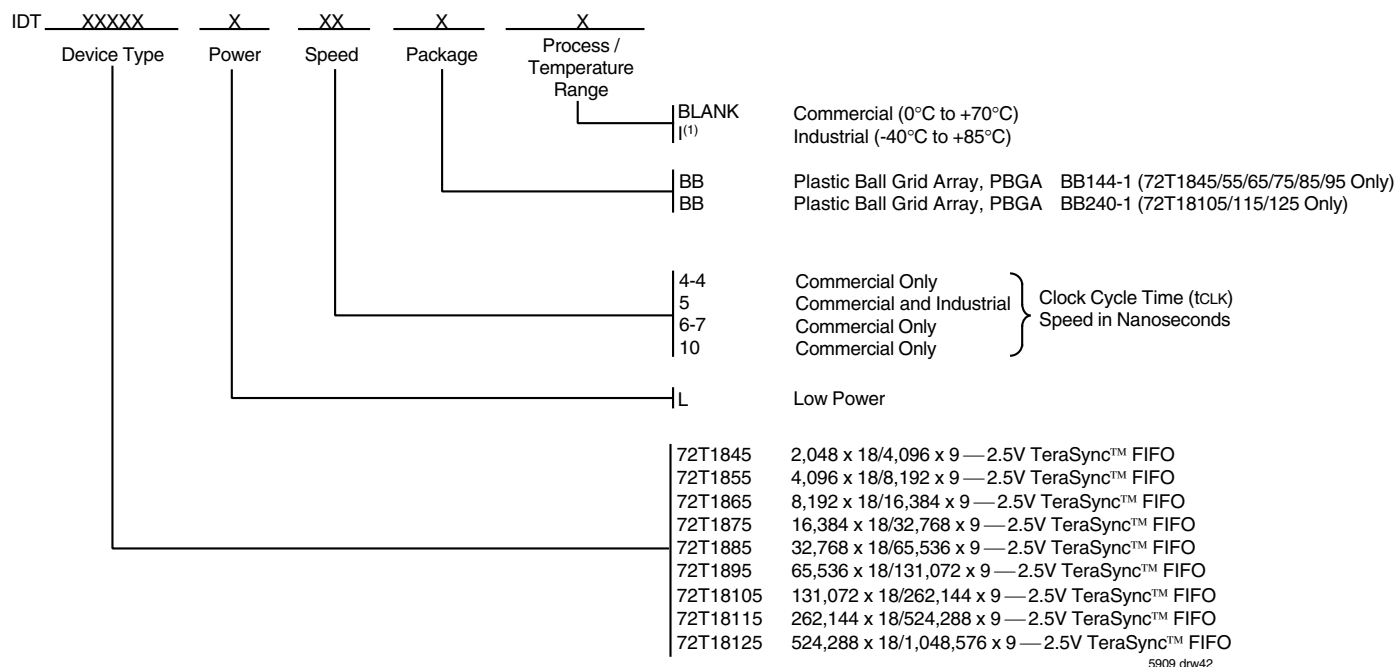 IDT XXXXX X XX X X
Device Type Power Speed Package Process / Temperature Range
BLANK Commercial (0°C to +70°C)
I(1) Industrial (-40°C to +85°C)
BB Plastic Ball Grid Array, PBGA BB144-1 (72T1845/55/65/75/85/95 Only)
BB Plastic Ball Grid Array, PBGA BB240-1 (72T18105/115/125 Only)
4-4 Commercial Only
5 Commercial and Industrial
6-7 Commercial Only
10 Commercial Only
Clock Cycle Time (tCLK)
Speed in Nanoseconds
L Low Power
72T1845 2,048 x 18/4,096 x 9 — 2.5V TeraSync™ FIFO
72T1855 4,096 x 18/8,192 x 9 — 2.5V TeraSync™ FIFO
72T1865 8,192 x 18/16,384 x 9 — 2.5V TeraSync™ FIFO
72T1875 16,384 x 18/32,768 x 9 — 2.5V TeraSync™ FIFO
72T1885 32,768 x 18/65,536 x 9 — 2.5V TeraSync™ FIFO
72T1895 65,536 x 18/131,072 x 9 — 2.5V TeraSync™ FIFO
72T18105 131,072 x 18/262,144 x 9 — 2.5V TeraSync™ FIFO
72T18115 262,144 x 18/524,288 x 9 — 2.5V TeraSync™ FIFO
72T18125 524,288 x 18/1,048,576 x 9 — 2.5V TeraSync™ FIFO
5909 drw42